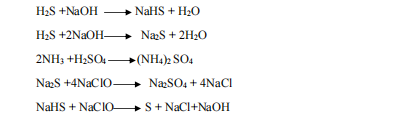 H₂S +NaOH ⟶ NaHS + H₂O
H₂S +2NaOH⟶ Na₂S + 2H₂O
2NH₃ +H₂SO₄⟶(NH₄)₂ SO₄
Na₂S +4NaClO⟶ Na₂SO₄ + 4NaCl
NaHS + NaClO⟶ S + NaCl+NaOH